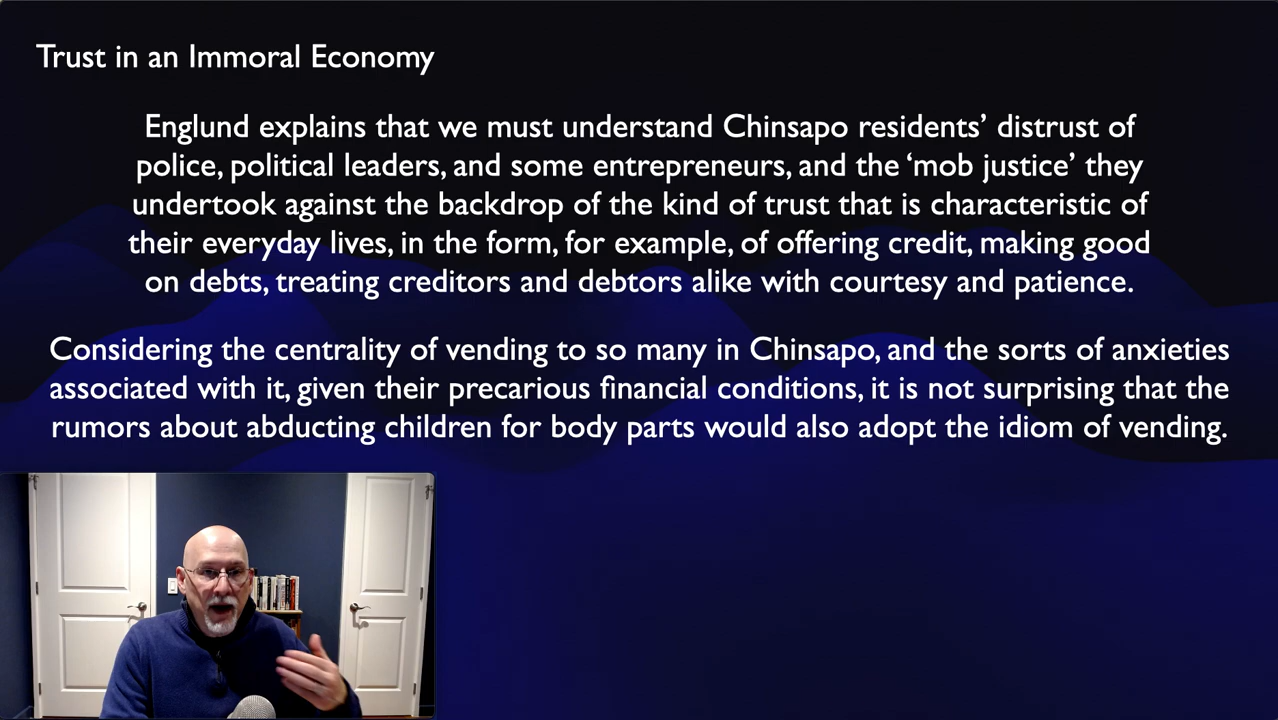 Trust in an Immoral Economy
Englund explains that we must understand Chinsapo residents’ distrust of
police, political leaders, and some entrepreneurs, and the ‘mob justice’ they
undertook against the backdrop of the kind of trust that is characteristic of
their everyday lives, in the form, for example, of offering credit, making good
on debts, treating creditors and debtors alike with courtesy and patience.
Considering the centrality of vending to so many in Chinsapo, and the sorts of anxieties
associated with it, given their precarious financial conditions, it is not surprising that the
rumors about abducting children for body parts would also adopt the idiom of vending.